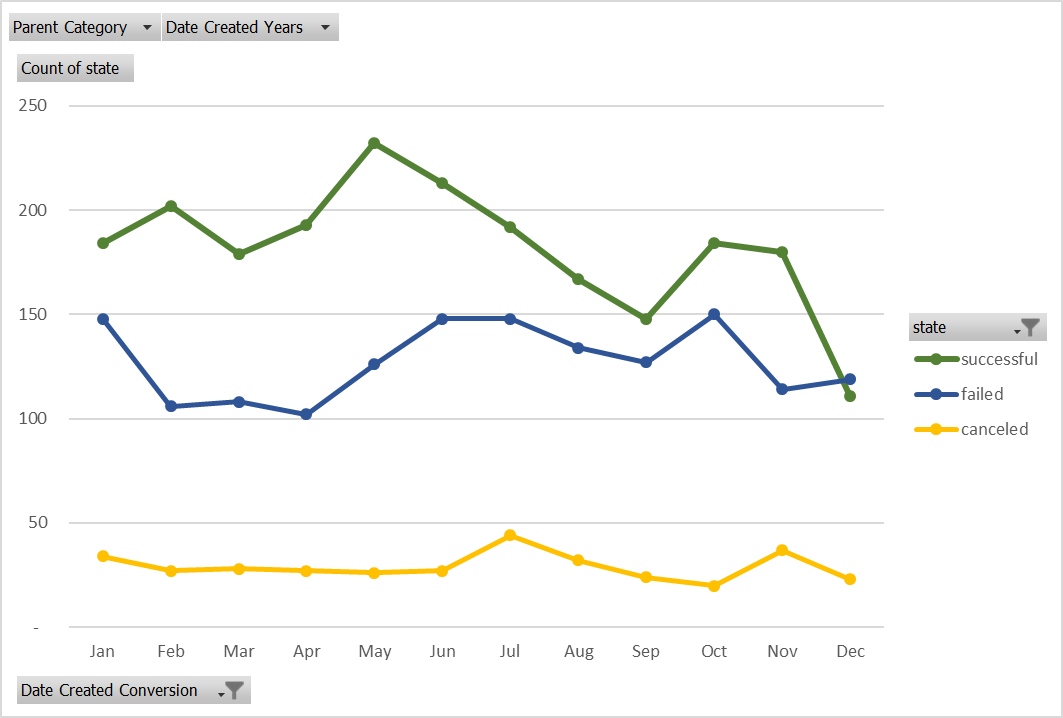 Parent Category Date Created Years
Count of state
250
200
150
100
50
-
Jan Feb Mar Apr May Jun Jul Aug Sep Oct Nov Dec
state
successful
failed
canceled
Date Created Conversion